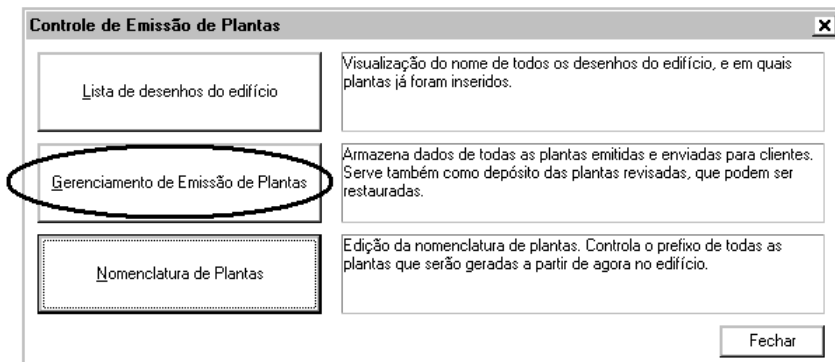 Controle de Emissão de Plantas
Lista de desenhos do edifício
Visualização do nome de todos os desenhos do edifício, e em quais
plantas já foram inseridos.
Gerenciamento de Emissão de Plantas
Armazena dados de todas as plantas emitidas e enviadas para clientes.
Serve também como depósito das plantas revisadas, que podem ser
restauradas.
Nomenclatura de Plantas
Edição da nomenclatura de plantas. Controla o prefixo de todas as
plantas que serão geradas a partir de agora no edifício.
Fechar